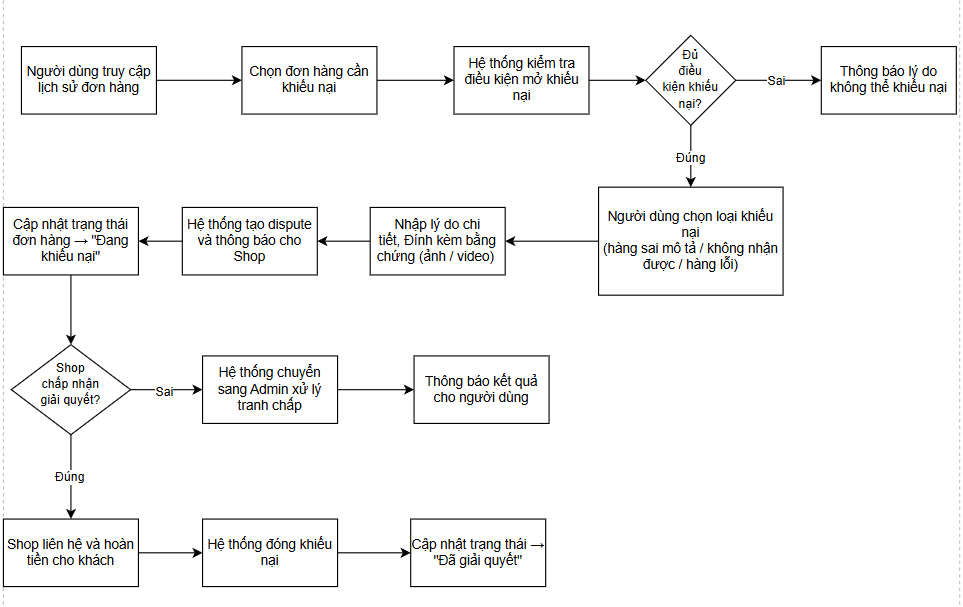 Người dùng truy cập
lịch sử đơn hàng
Chọn đơn hàng cần
khiếu nại
Hệ thống kiểm tra
điều kiện mở khiếu
nại
Đủ
điều
kiện khiếu
nại?
Sai
Thông báo lý do
không thể khiếu nại
Đúng
Người dùng chọn loại khiếu
nại
(hàng sai mô tả / không nhận
được / hàng lỗi)
Nhập lý do chi
tiết, Đính kèm bằng
chứng (ảnh / video)
Hệ thống tạo dispute
và thông báo cho
Shop
Cập nhật trạng thái
đơn hàng → "Đang
khiếu nại"
Shop
chấp nhận
giải quyết?
Sai
Hệ thống chuyển
sang Admin xử lý
tranh chấp
Thông báo kết quả
cho người dùng
Đúng
Shop liên hệ và hoàn
tiền cho khách
Hệ thống đóng khiếu
nại
Cập nhật trạng thái →
"Đã giải quyết"